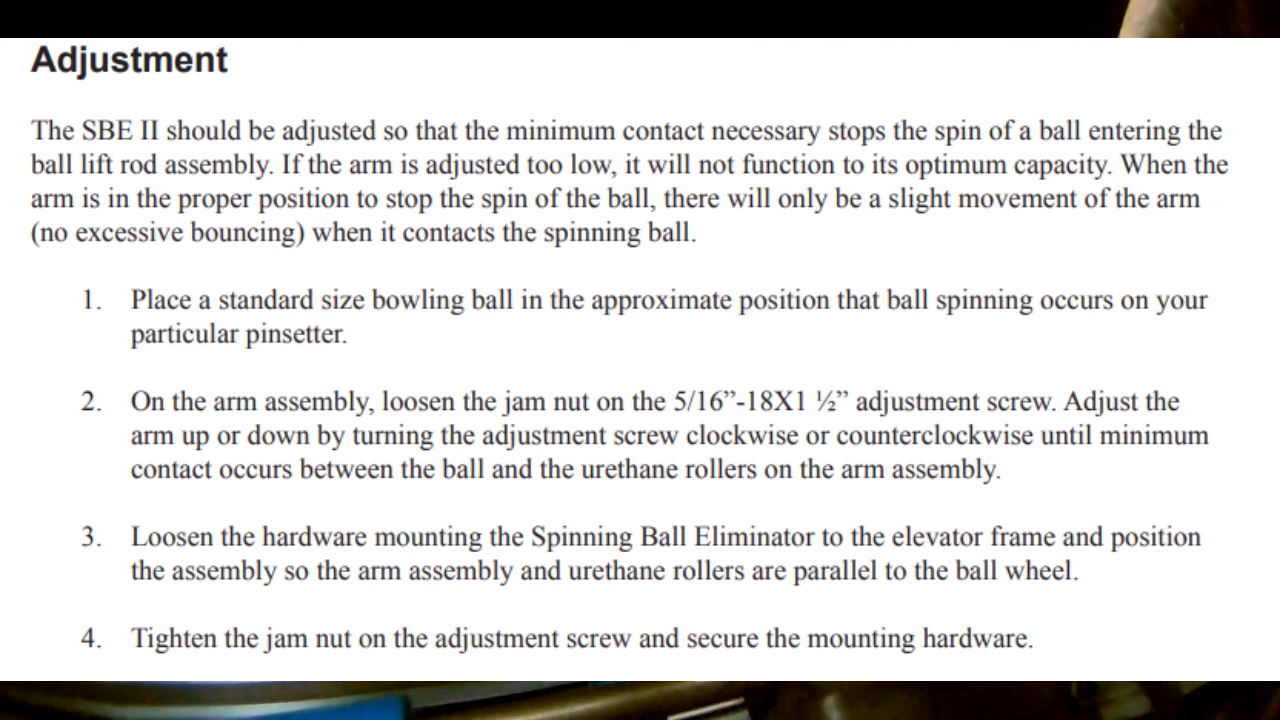 Adjustment
The SBE II should be adjusted so that the minimum contact necessary stops the spin of a ball entering the
ball lift rod assembly. If the arm is adjusted too low, it will not function to its optimum capacity. When the
arm is in the proper position to stop the spin of the ball, there will only be a slight movement of the arm
(no excessive bouncing) when it contacts the spinning ball.
1. Place a standard size bowling ball in the approximate position that ball spinning occurs on your
particular pinsetter.
2. On the arm assembly, loosen the jam nut on the 5/16”-18X1 ½” adjustment screw. Adjust the
arm up or down by turning the adjustment screw clockwise or counterclockwise until minimum
contact occurs between the ball and the urethane rollers on the arm assembly.
3. Loosen the hardware mounting the Spinning Ball Eliminator to the elevator frame and position
the assembly so the arm assembly and urethane rollers are parallel to the ball wheel.
4. Tighten the jam nut on the adjustment screw and secure the mounting hardware.